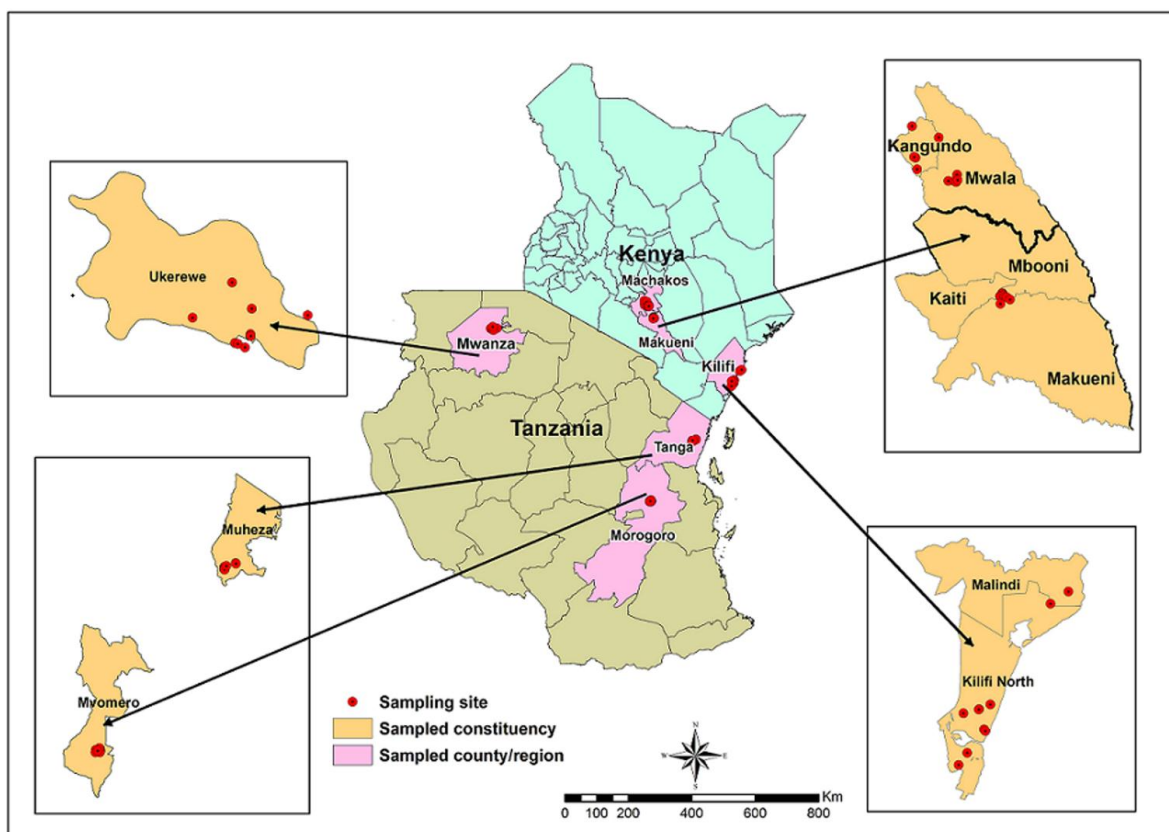 Kangundo
Mwala
Mbooni
Kaiti
Makueni
Ukerewe
Kenya
Machakos
Makueni
Kilifi
Mwanza
Tanzania
Tanga
Morogoro
Muheza
Mvomero
Malindi
Kilifi North
Sampling site
Sampled constituency
Sampled county/region
N
W
E
S
0 100 200 400 600 800 Km